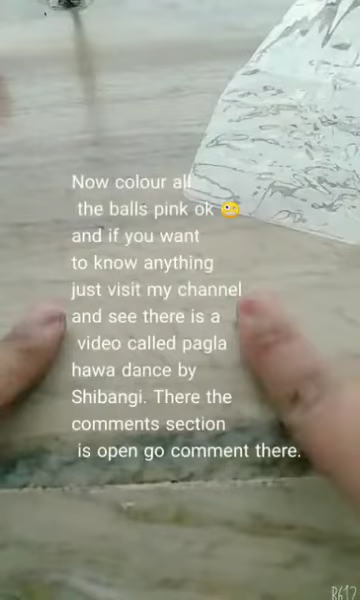 Now colour all
the balls pink ok 🙄
and if you want
to know anything
just visit my channel
and see there is a
video called pagla
hawa dance by
Shibangi. There the
comments section
is open go comment there.
B612